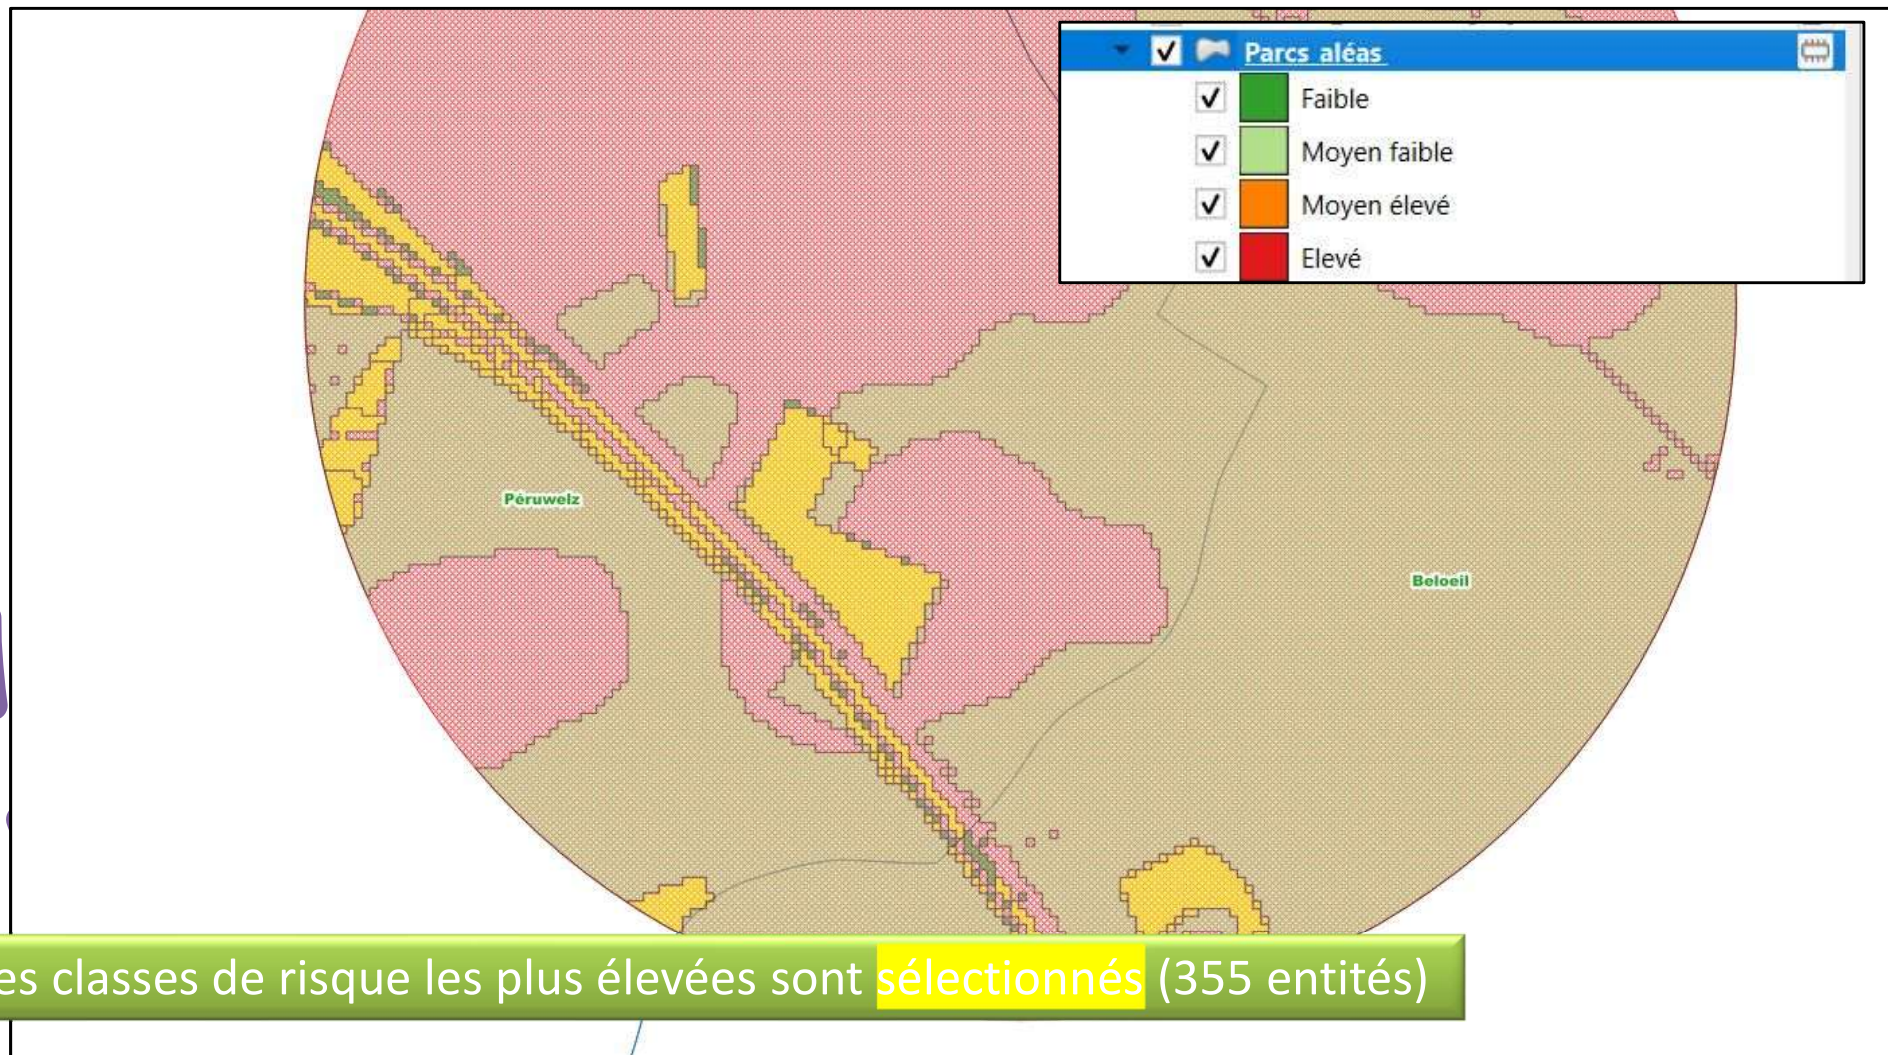 Parcs aléas
Faible
Moyen faible
Moyen élevé
Elevé
Péruwelz
Beloeil
es classes de risque les plus élevées sont sélectionnés (355 entités)